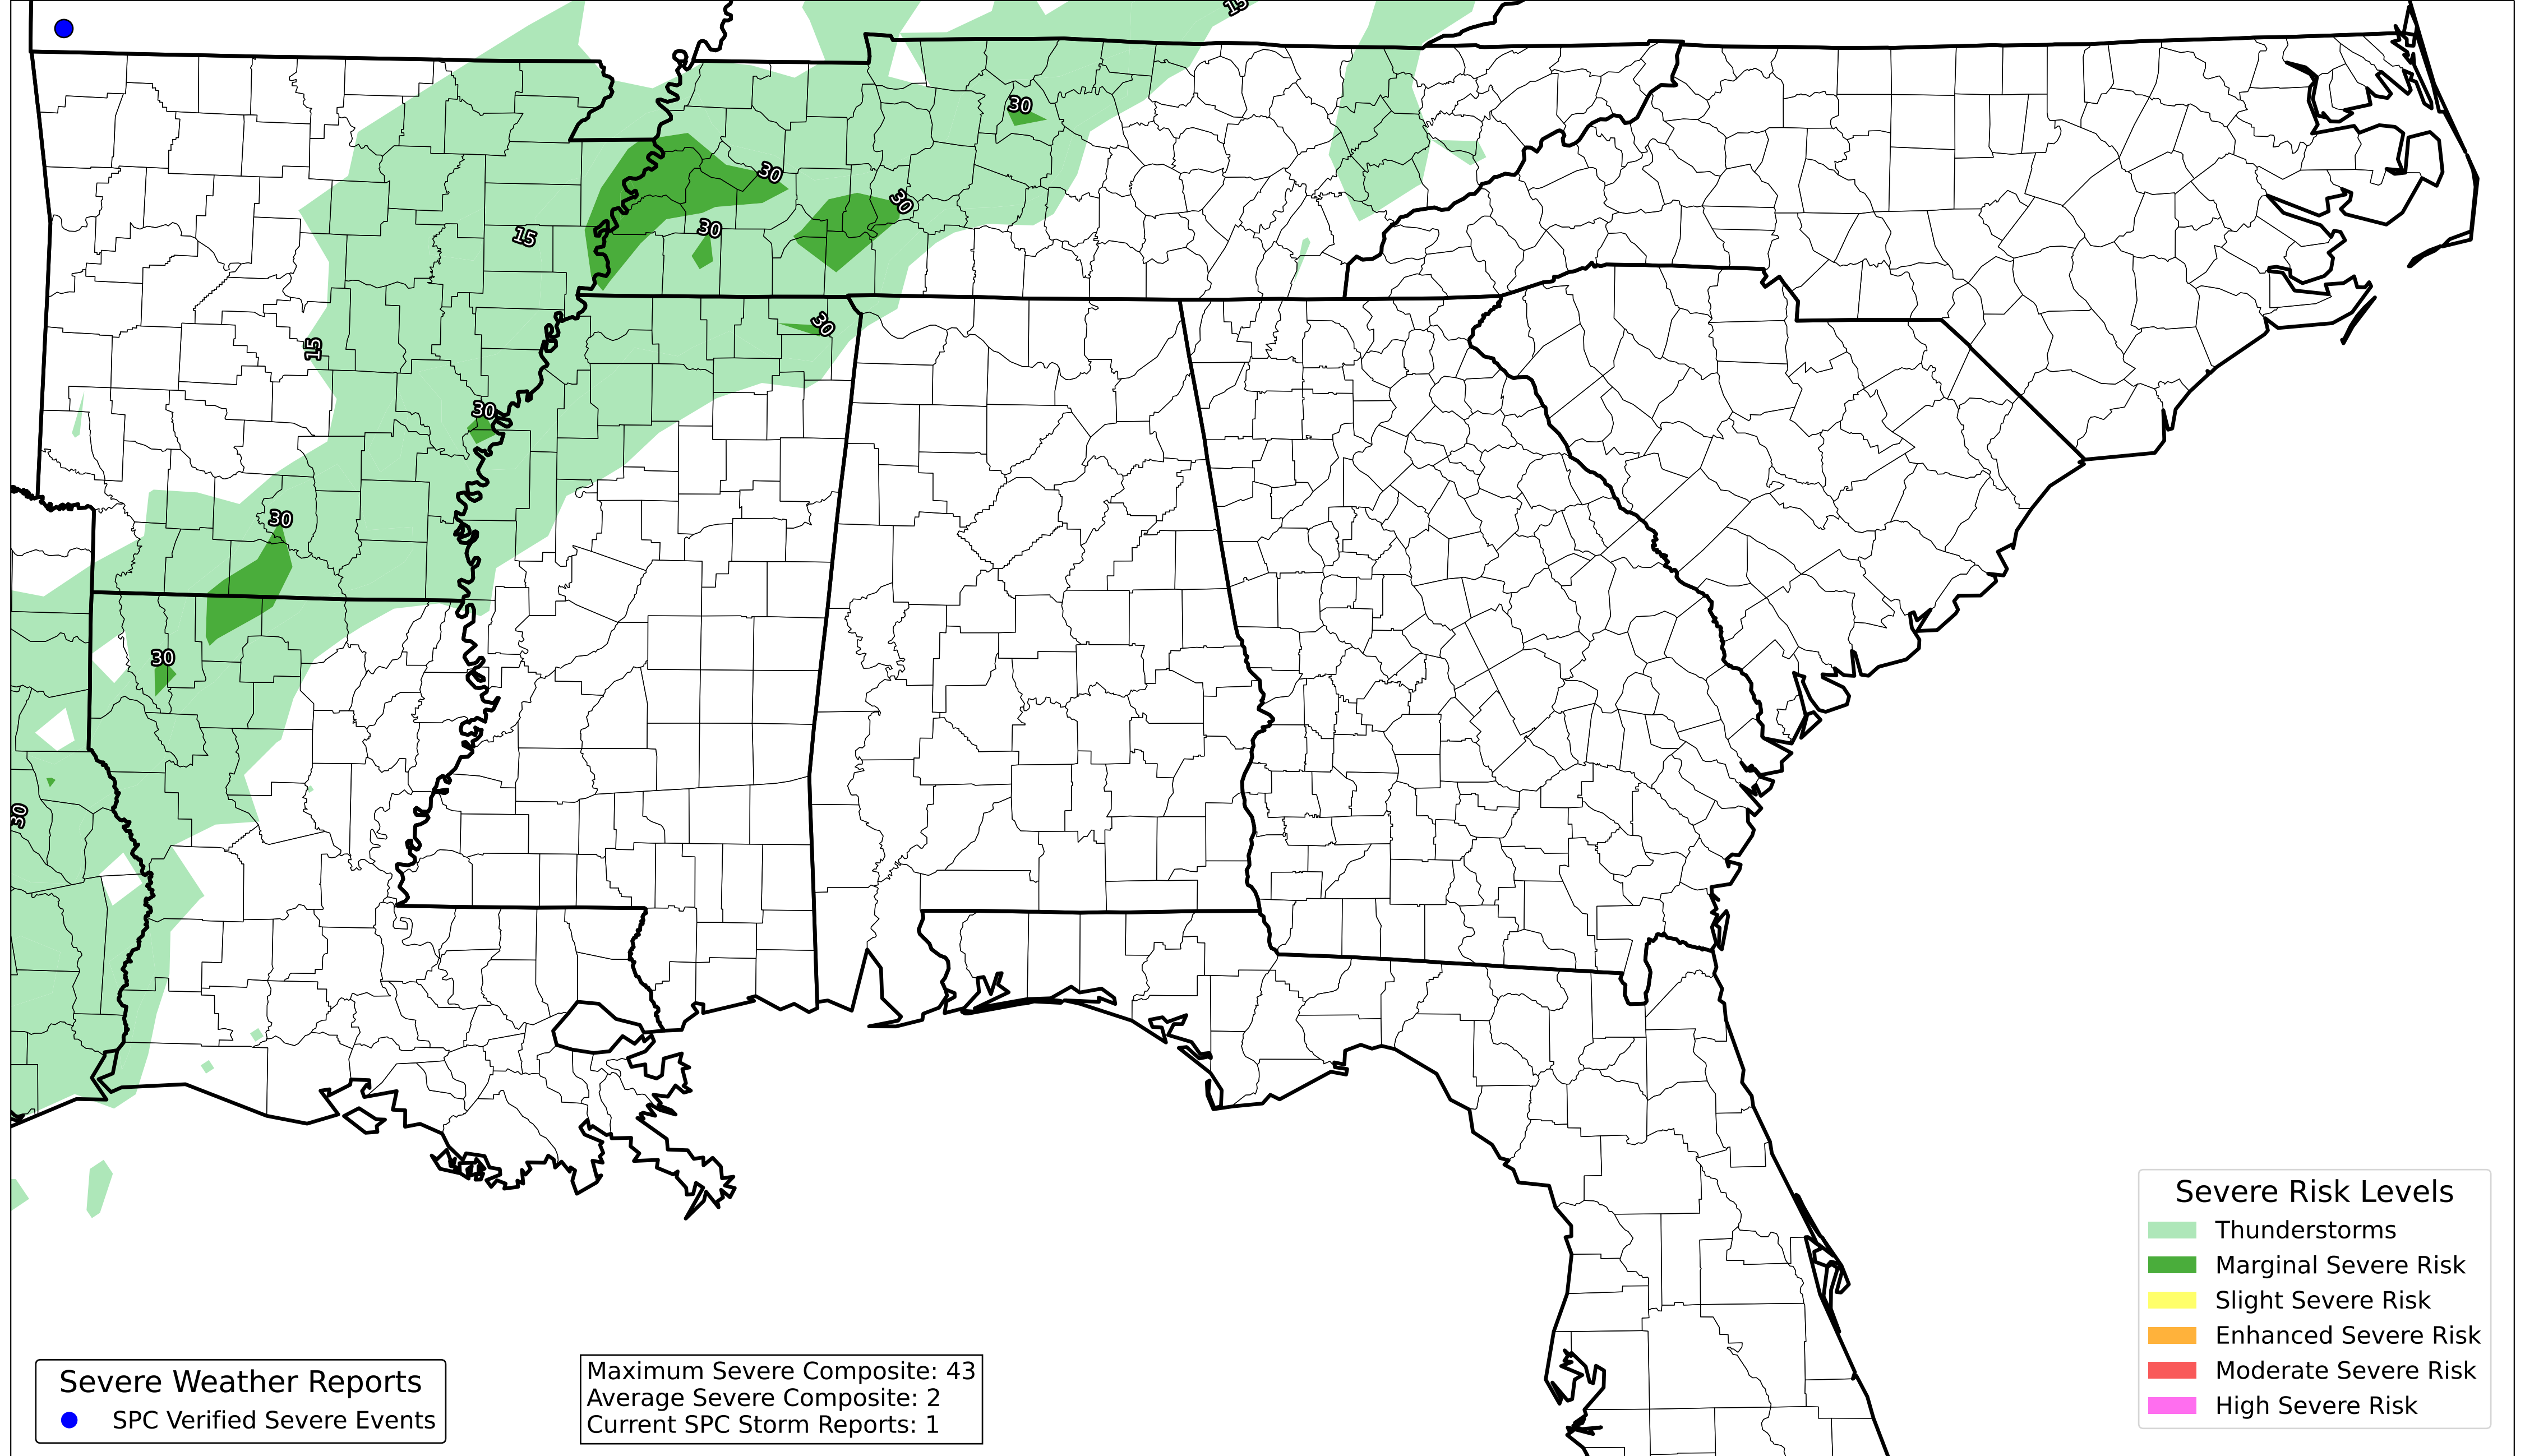 15
30
30
30
30
15
30
15
30
30
30
30
Severe Risk Levels
Thunderstorms
Marginal Severe Risk
Slight Severe Risk
Enhanced Severe Risk
Moderate Severe Risk
High Severe Risk
Severe Weather Reports
SPC Verified Severe Events
Maximum Severe Composite: 43
Average Severe Composite: 2
Current SPC Storm Reports: 1